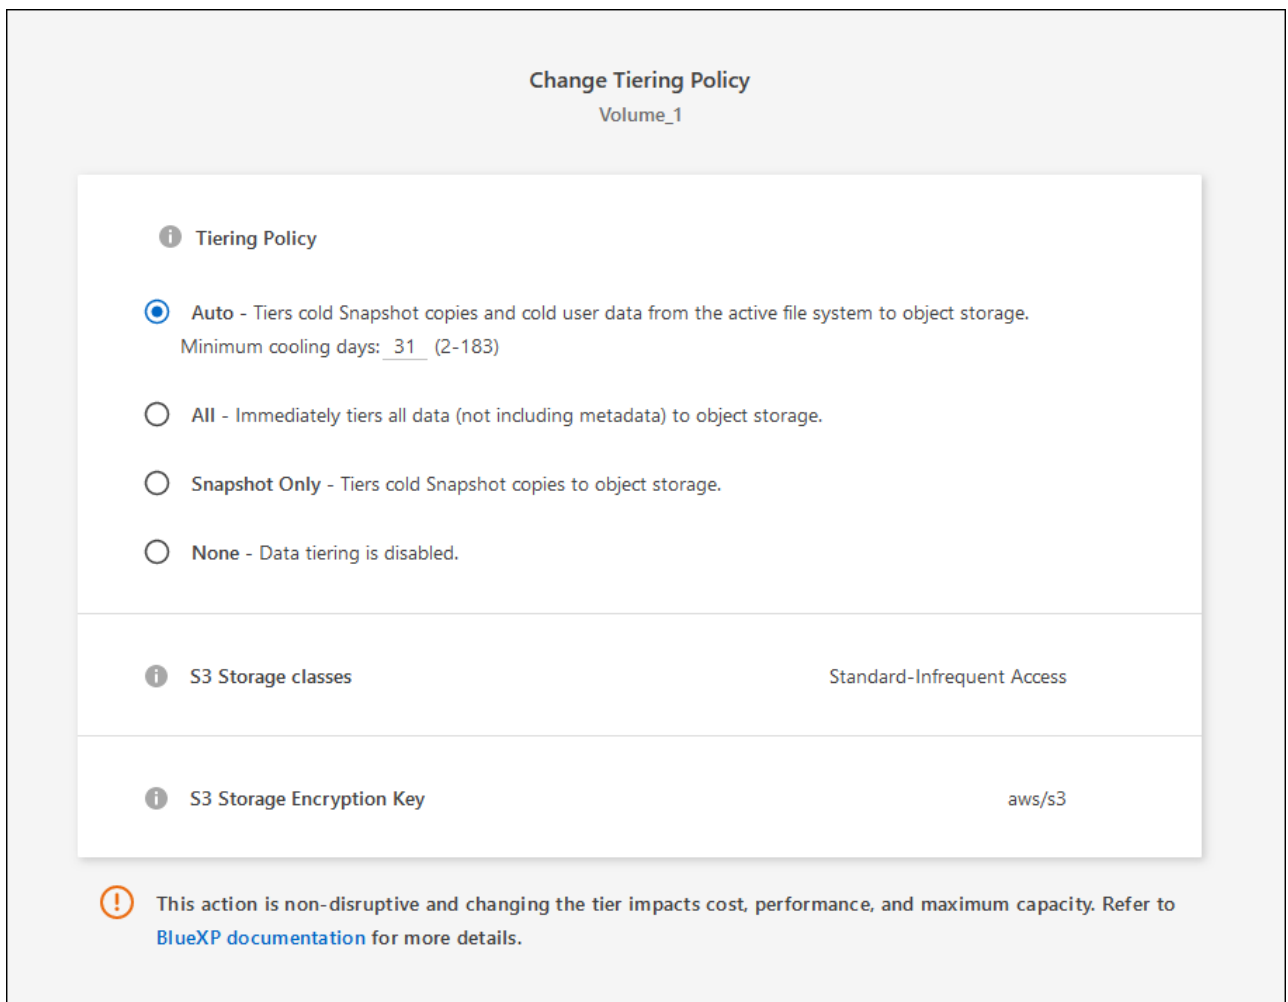 Change Tiering Policy
Volume_1
Tiering Policy
Auto - Tiers cold Snapshot copies and cold user data from the active file system to object storage.
Minimum cooling days: 31 (2-183)
All - Immediately tiers all data (not including metadata) to object storage.
Snapshot Only - Tiers cold Snapshot copies to object storage.
None - Data tiering is disabled.
S3 Storage classes Standard-Infrequent Access
S3 Storage Encryption Key aws/s3
This action is non-disruptive and changing the tier impacts cost, performance, and maximum capacity. Refer to
BlueXP documentation for more details.